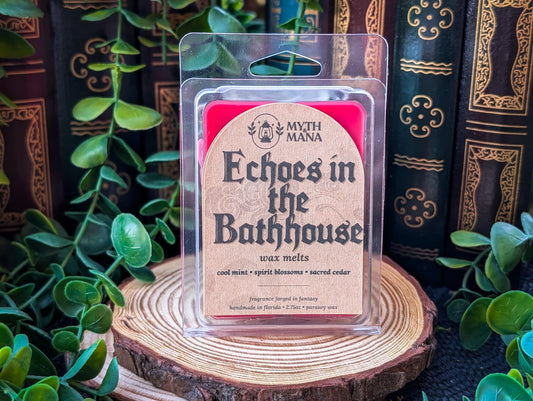 MYTH
MANA
Echoes in
the
Bathhouse
wax melts
cool mint • spirit blossoms • sacred cedar
fragrance forged in fantasy
handmade in florida • 2.75oz • parasoy wax